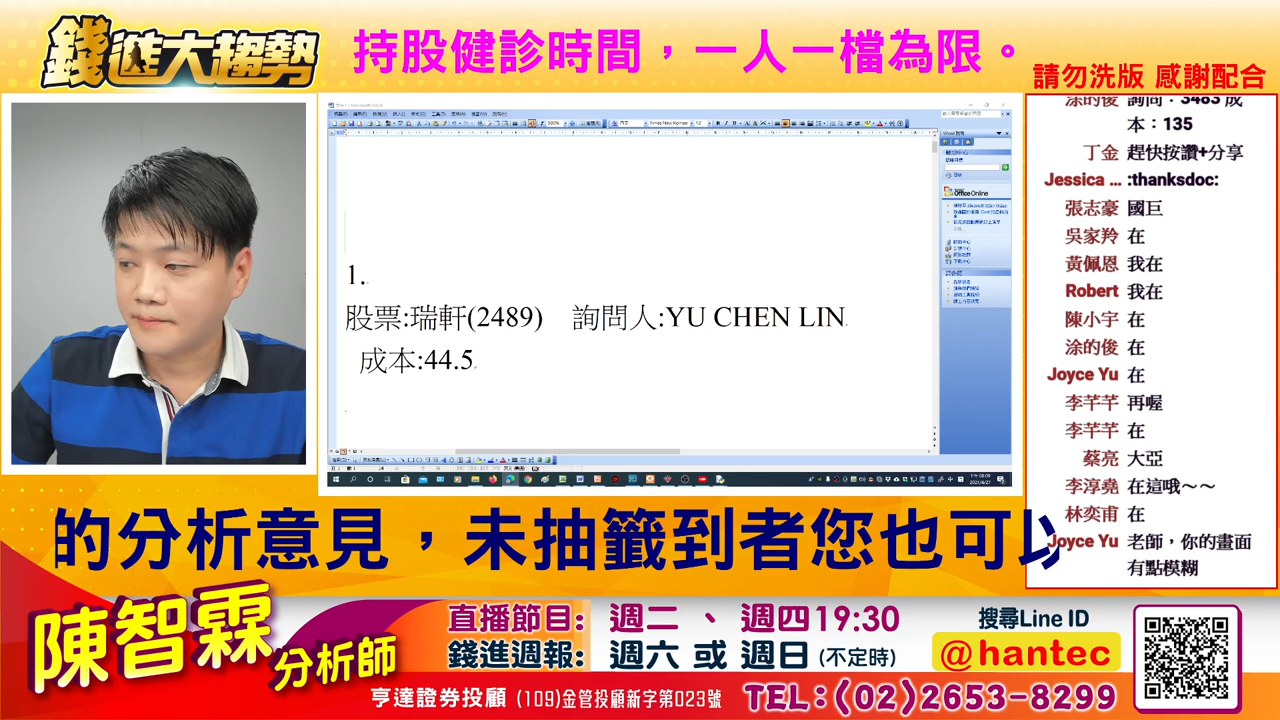 錢進大趨勢
持股健診時間，一人一檔為限。
請勿洗版 感謝配合
涂的俊 詢問：3483 成
本：135
丁金 趕快按讚+分享
Jessica ... :thanksdoc:
張志豪 國巨
吳家羚 在
黃佩恩 我在
Robert 我在
陳小宇 在
涂的俊 在
Joyce Yu 在
李芊芊 再喔
李芊芊 在
蔡亮 大亞
李淳堯 在這哦～～
林奕甫 在
Joyce Yu 老師，你的畫面
有點模糊
1.
股票:瑞軒(2489) 詢問人:YU CHEN LIN
成本:44.5
Office Online
的分析意見，未抽籤到者您也可以
陳智霖 分析師
直播節目: 週二、週四19:30
錢進週報: 週六 或 週日 (不定時)
搜尋Line ID
@hantec
亨達證券投顧 (109)金管投顧新字第023號 TEL:(02)2653-8299